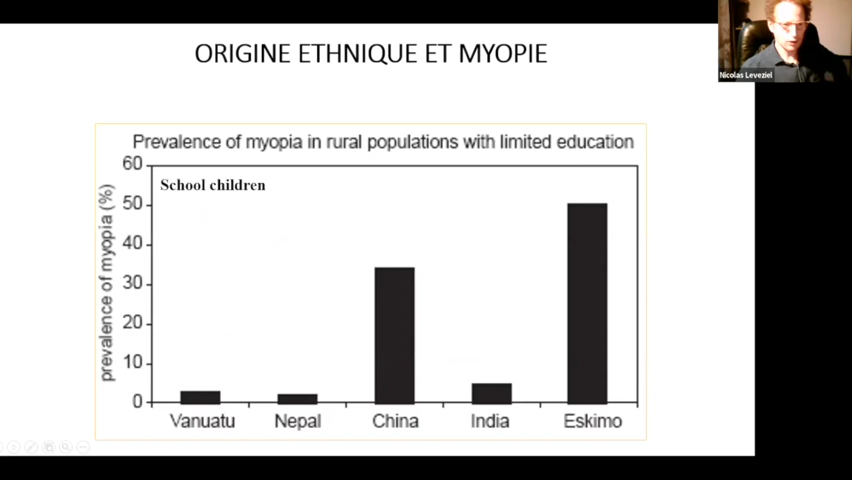 ORIGINE ETHNIQUE ET MYOPIE
Nicolas Leveziel
Prevalence of myopia in rural populations with limited education
School children
prevalence of myopia (%)
60
50
40
30
20
10
0
Vanuatu Nepal China India Eskimo